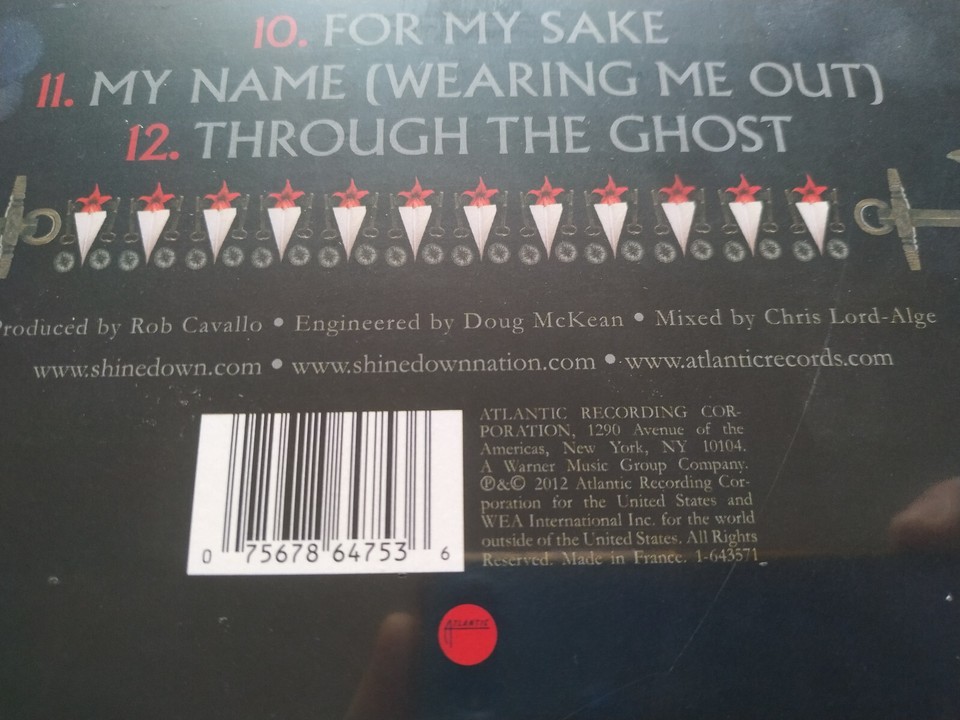 10. FOR MY SAKE
11. MY NAME (WEARING ME OUT)
12. THROUGH THE GHOST
Produced by Rob Cavallo • Engineered by Doug McKean • Mixed by Chris Lord-Alge
www.shinedown.com • www.shinedownnation.com • www.atlanticrecords.com
ATLANTIC RECORDING COR-
PORATION, 1290 Avenue of the
Americas, New York, NY 10104.
A Warner Music Group Company.
℗&© 2012 Atlantic Recording Cor-
poration for the United States and
WEA International Inc. for the world
outside of the United States. All Rights
Reserved. Made in France. 1-643571
0 75678 64753 6
ATLANTIC